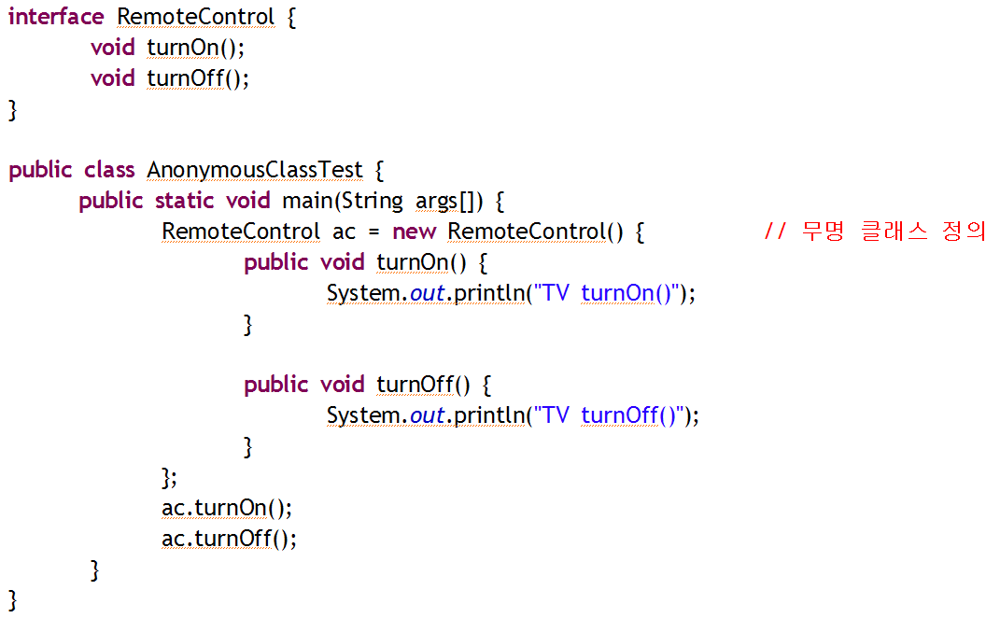 interface RemoteControl {
void turnOn();
void turnOff();
}
public class AnonymousClassTest {
public static void main(String args[]) {
RemoteControl ac = new RemoteControl() { // 무명 클래스 정의
public void turnOn() {
System.out.println("TV turnOn()");
}
public void turnOff() {
System.out.println("TV turnOff()");
}
};
ac.turnOn();
ac.turnOff();
}
}